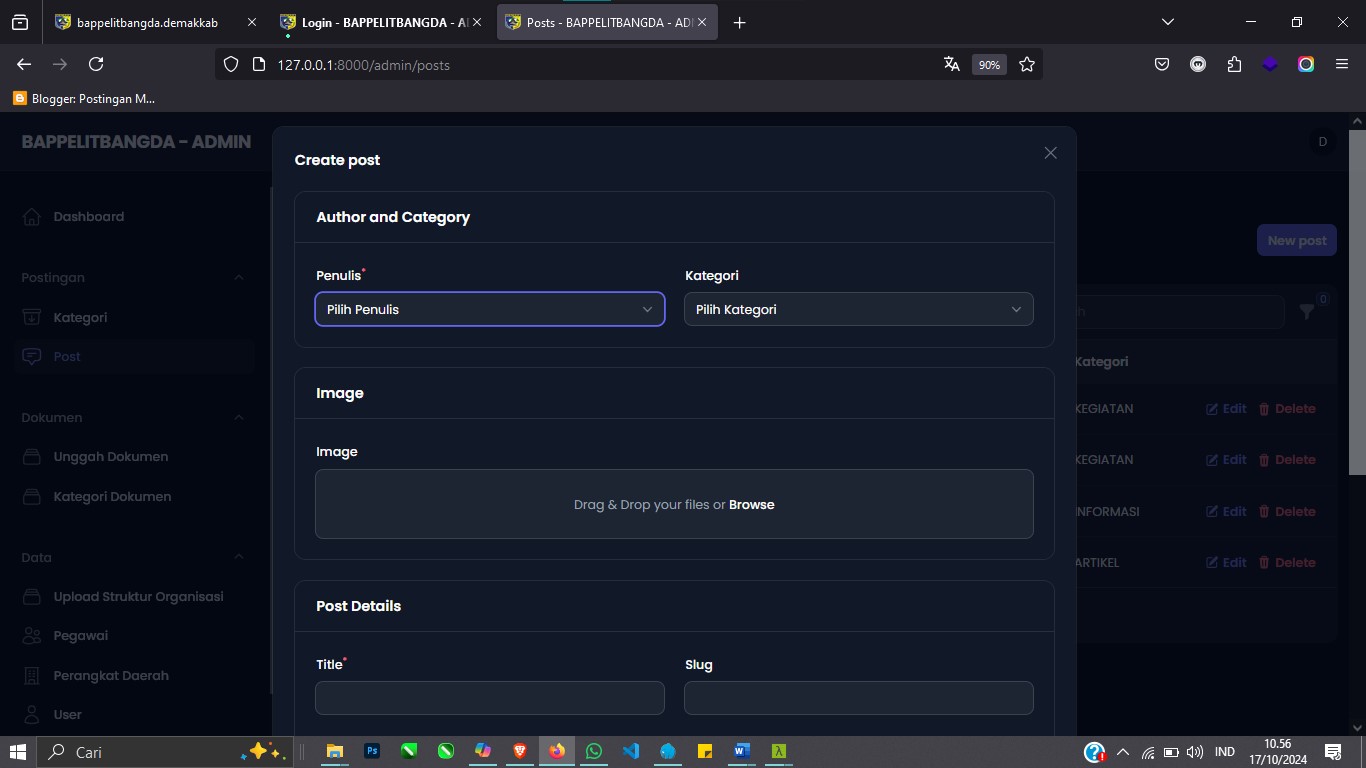 bappelitbangda.demakkab
Login - BAPPELITBANGDA - AI
Posts - BAPPELITBANGDA - ADI
127.0.0.1:8000/admin/posts
90%
Blogger: Postingan M...
BAPPELITBANGDA - ADMIN
D
Dashboard
Postingan
Kategori
Post
Dokumen
Unggah Dokumen
Kategori Dokumen
Data
Upload Struktur Organisasi
Pegawai
Perangkat Daerah
User
Create post
Author and Category
Penulis*
Kategori
Pilih Penulis
Pilih Kategori
Image
Image
Drag & Drop your files or Browse
Post Details
Title*
Slug
New post
0
Kategori
KEGIATAN Edit Delete
KEGIATAN Edit Delete
INFORMASI Edit Delete
ARTIKEL Edit Delete
Cari
IND
10.56
17/10/2024